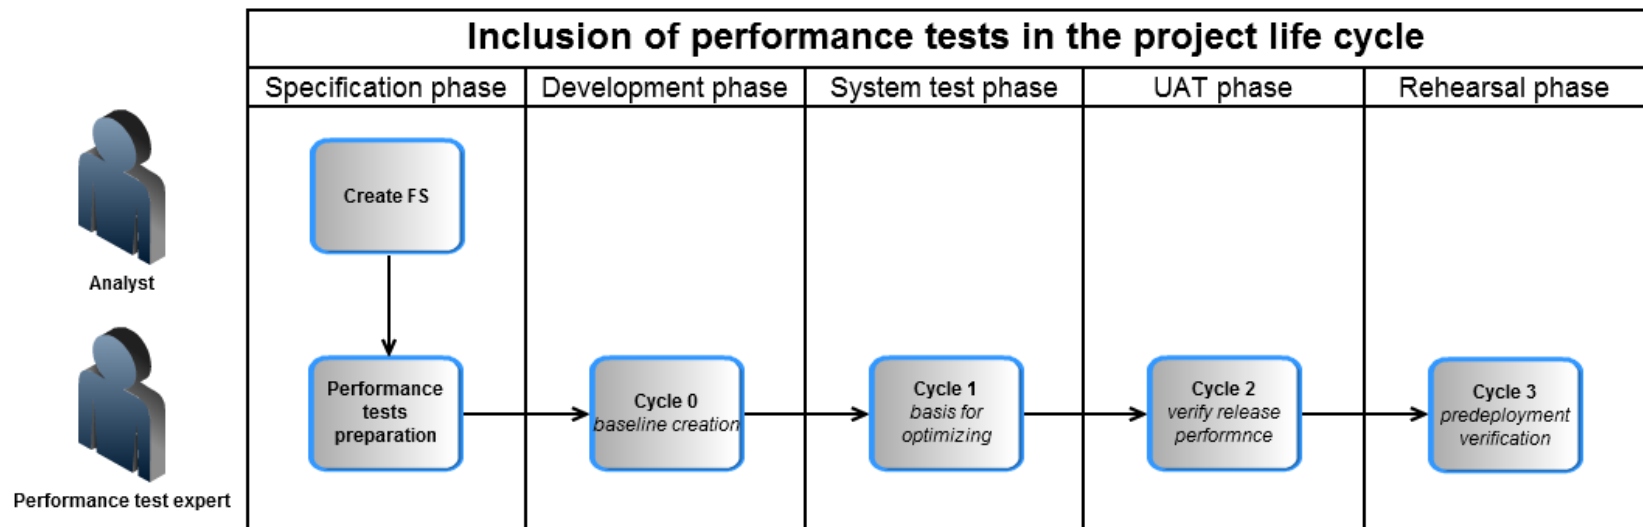 Inclusion of performance tests in the project life cycle
Specification phase
Development phase
System test phase
UAT phase
Rehearsal phase
Create FS
Analyst
Performance
tests
preparation
Cycle 0
baseline creation
Cycle 1
basis for
optimizing
Cycle 2
verify release
performnce
Cycle 3
predeployment
verification
Performance test expert